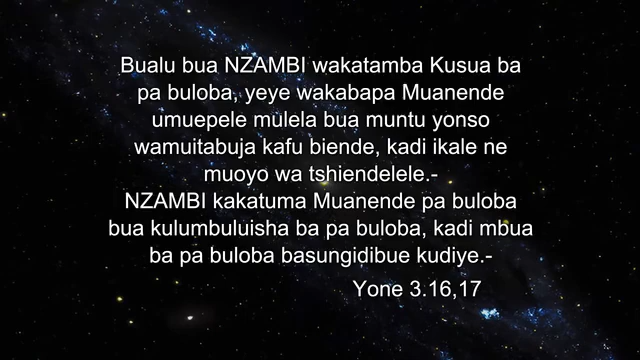 Bualu bua NZAMBI wakatamba Kusua ba
pa buloba, yeye wakabapa Muanende
umuepele mulela bua muntu yonso
wamuitabuja kafu biende, kadi ikale ne
muoyo wa tshiendelele.-
NZAMBI kakatuma Muanende pa buloba
bua kulumbuluisha ba pa buloba, kadi mbua
ba pa buloba basungidibue kudiye.-
Yone 3.16,17